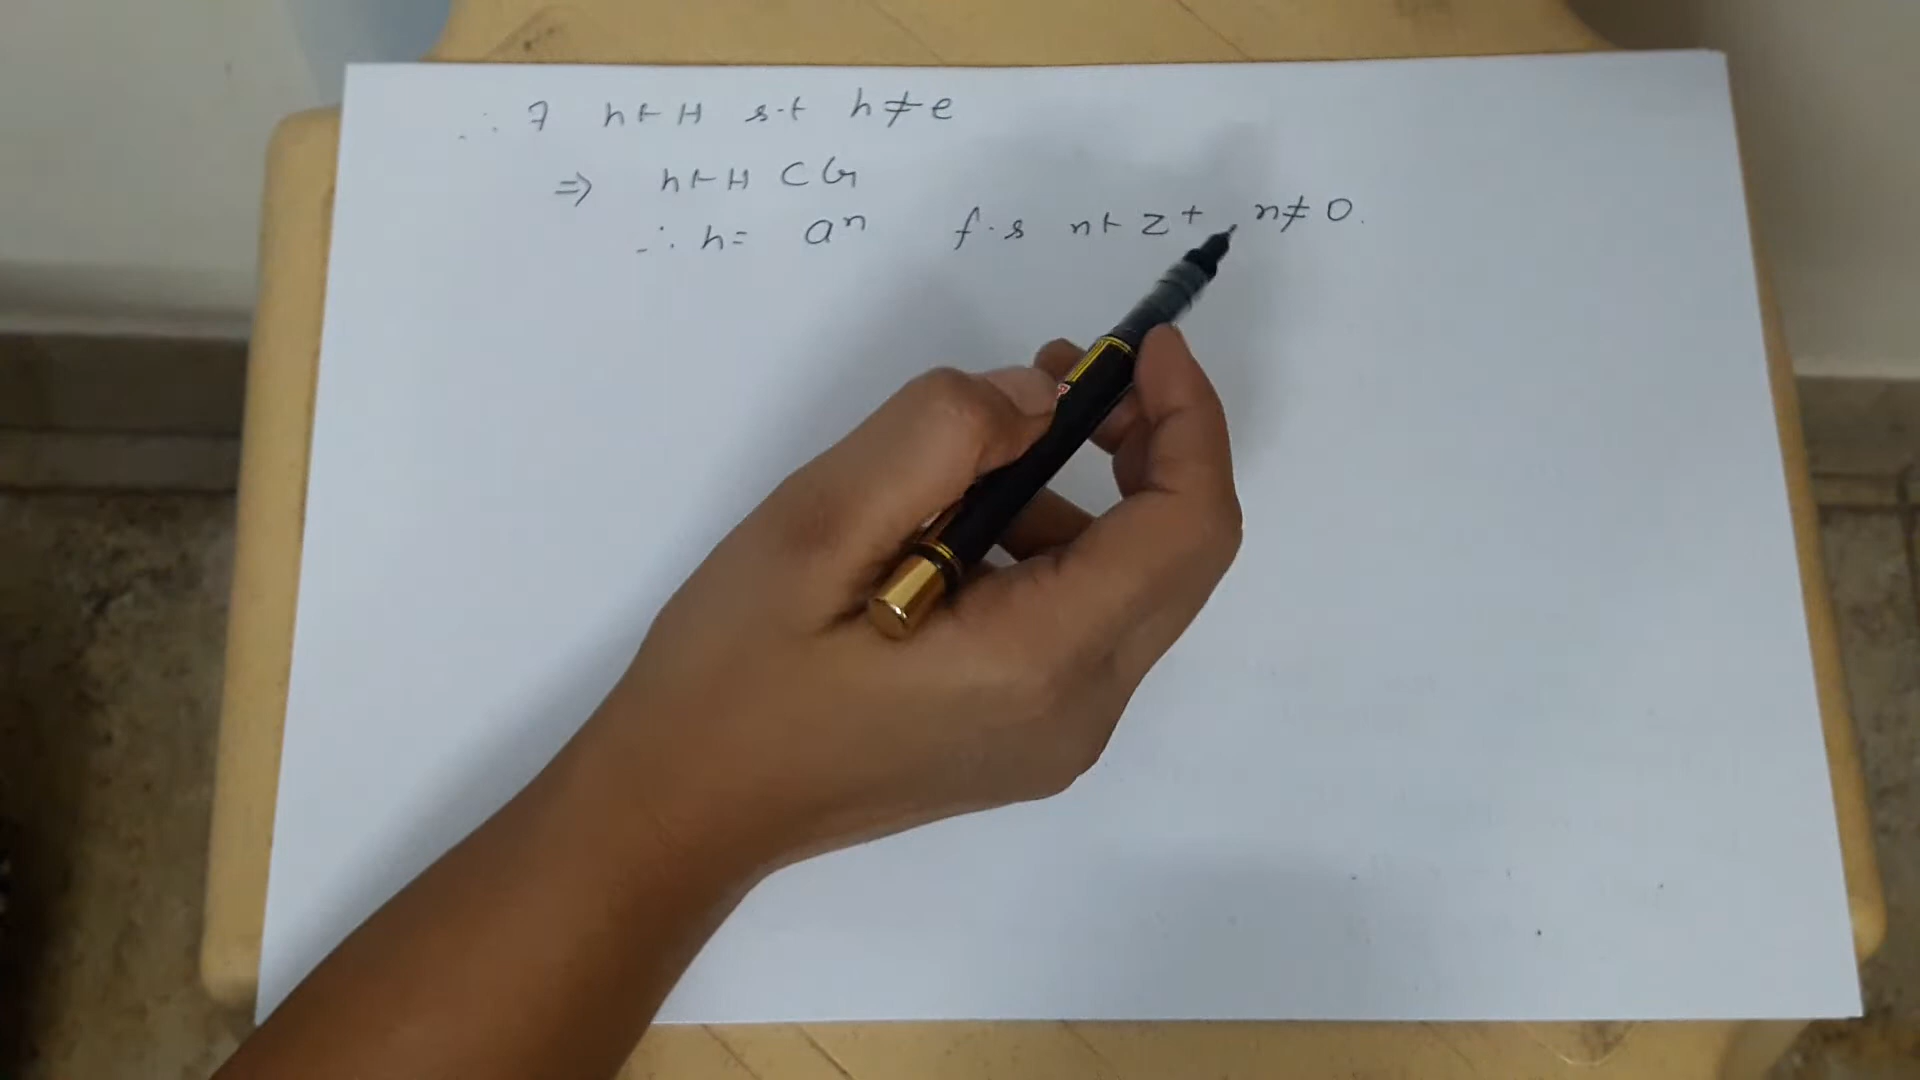 ∴ ∃ h∈H s.t h≠e
⇒ h∈H ⊂ G
∴ h = aⁿ f.s n∈Z⁺, n≠0.